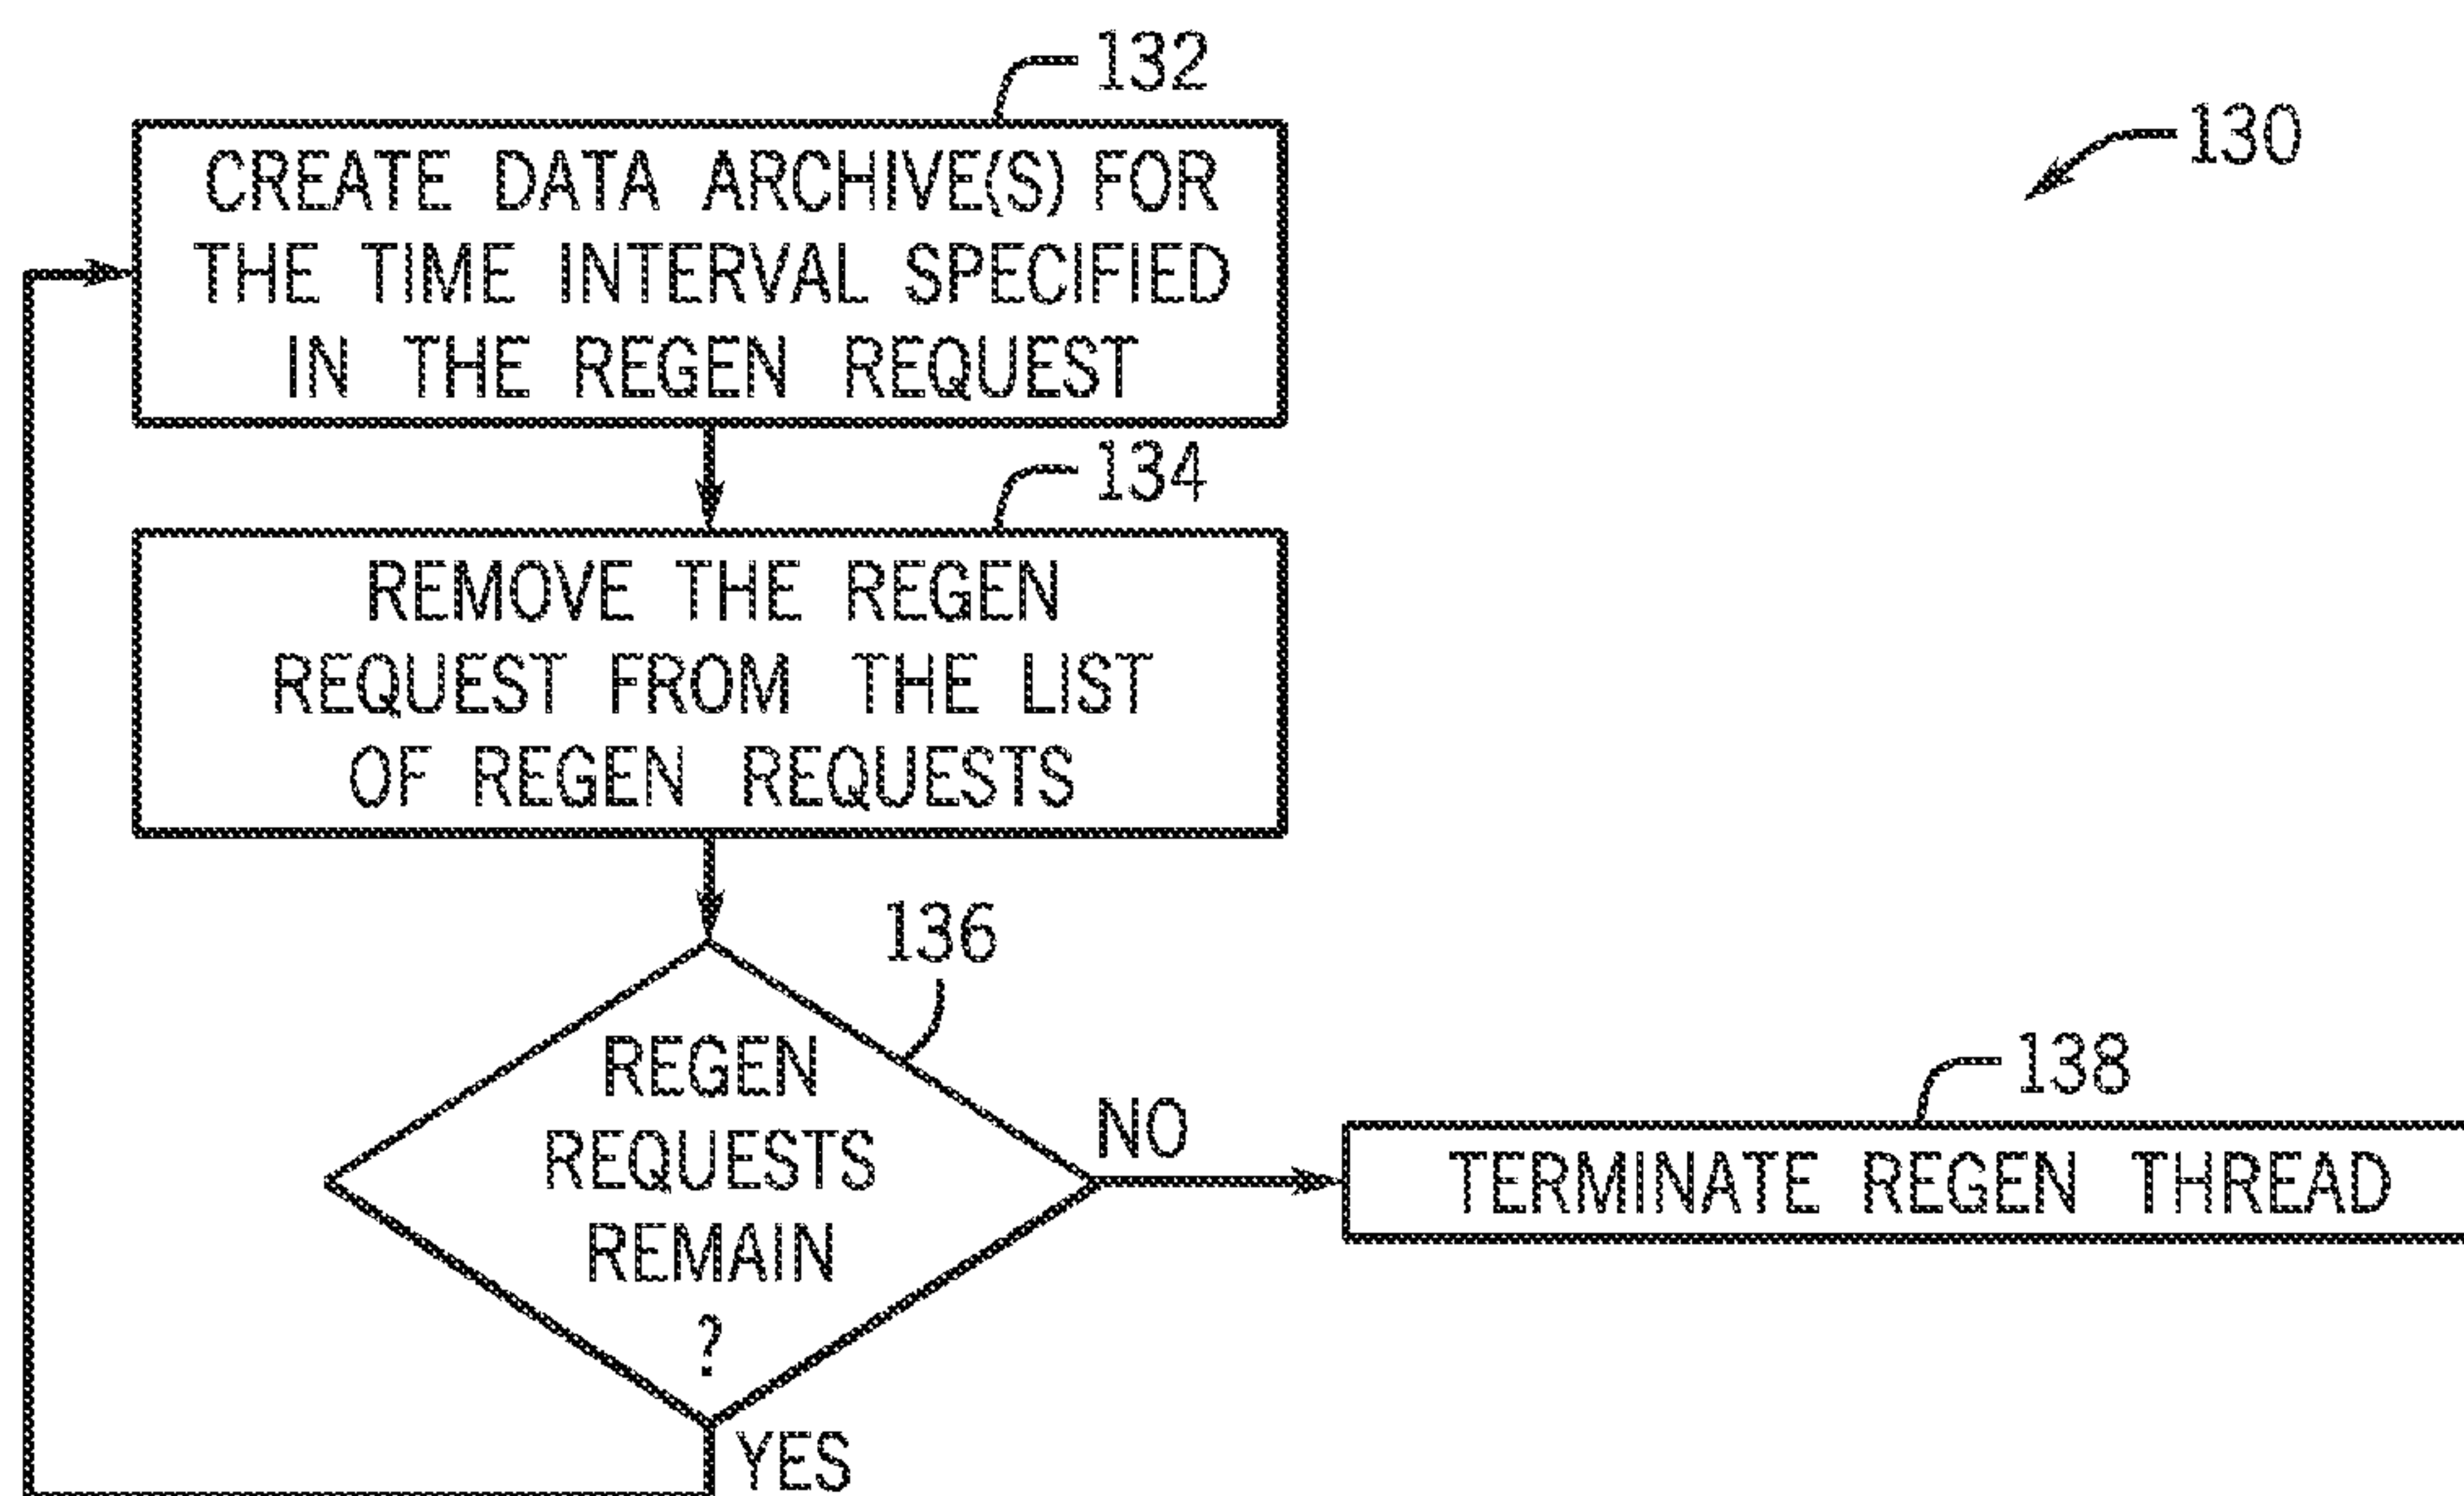 132
130
CREATE DATA ARCHIVE(S) FOR
THE TIME INTERVAL SPECIFIED
IN THE REGEN REQUEST
134
REMOVE THE REGEN
REQUEST FROM THE LIST
OF REGEN REQUESTS
136
REGEN
REQUESTS
REMAIN
?
NO
138
TERMINATE REGEN THREAD
YES